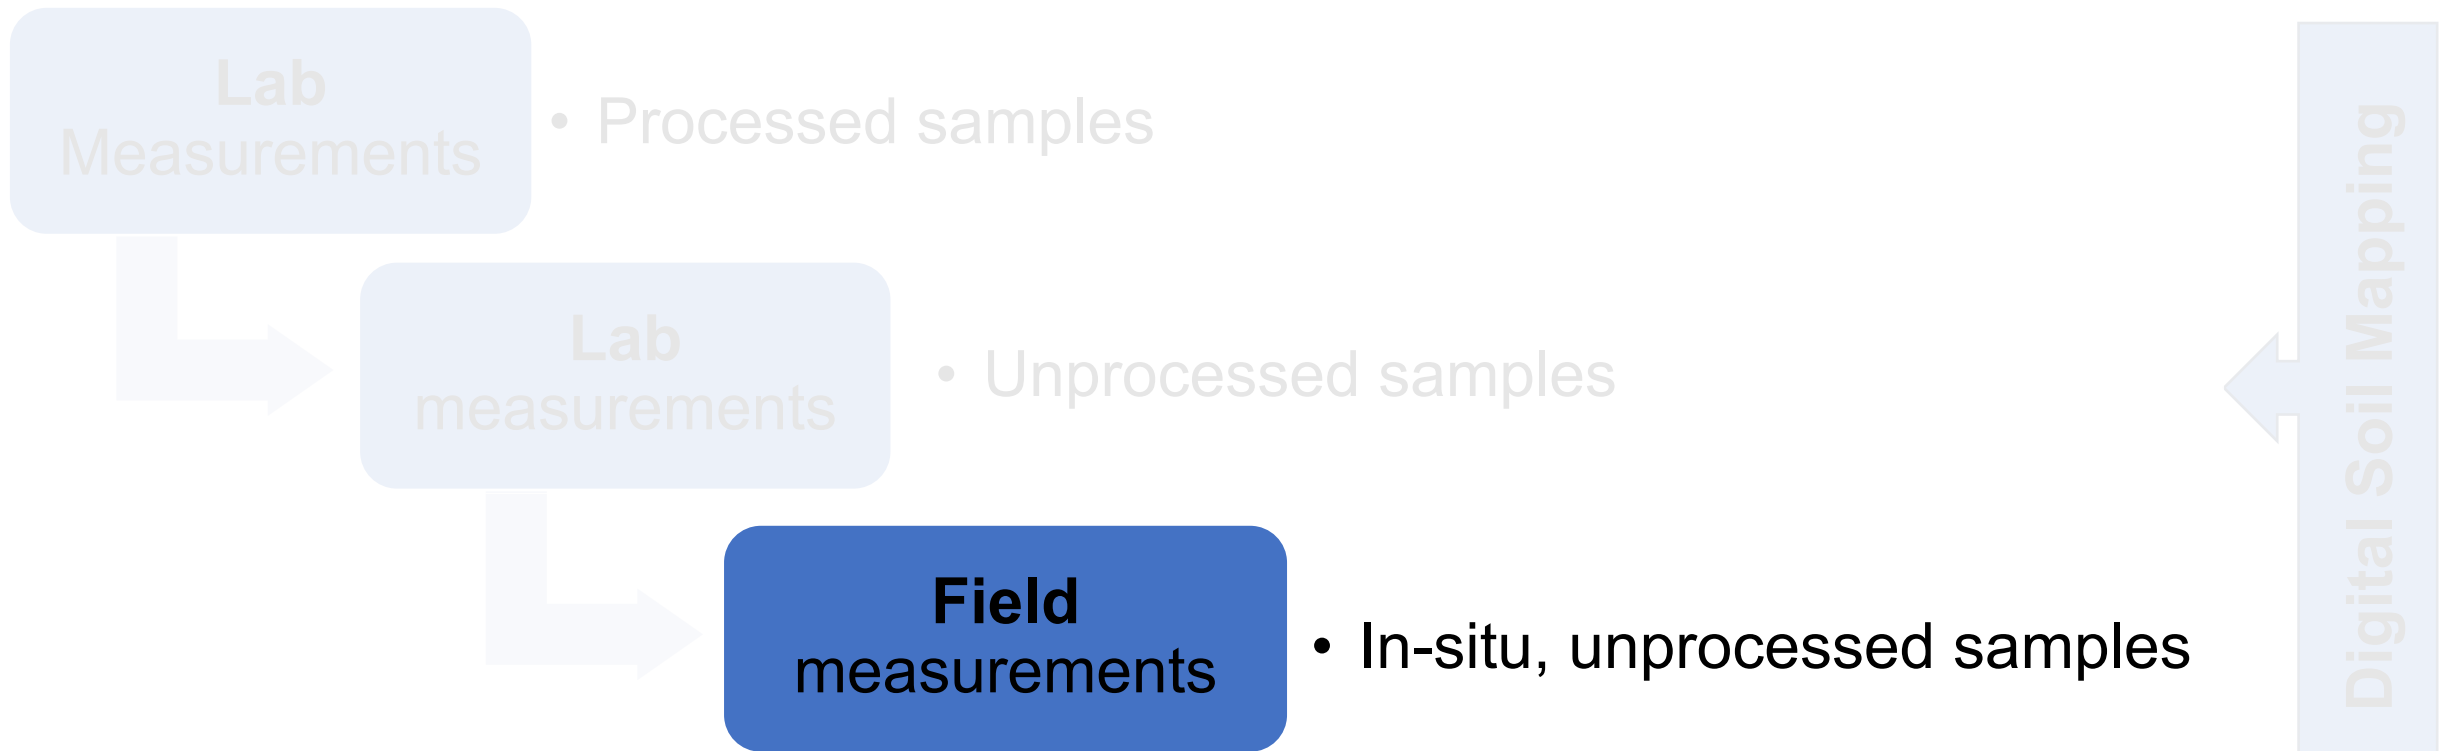 Lab
Measurements
• Processed samples
Lab
measurements
• Unprocessed samples
Field
measurements
• In-situ, unprocessed samples
Digital Soil Mapping